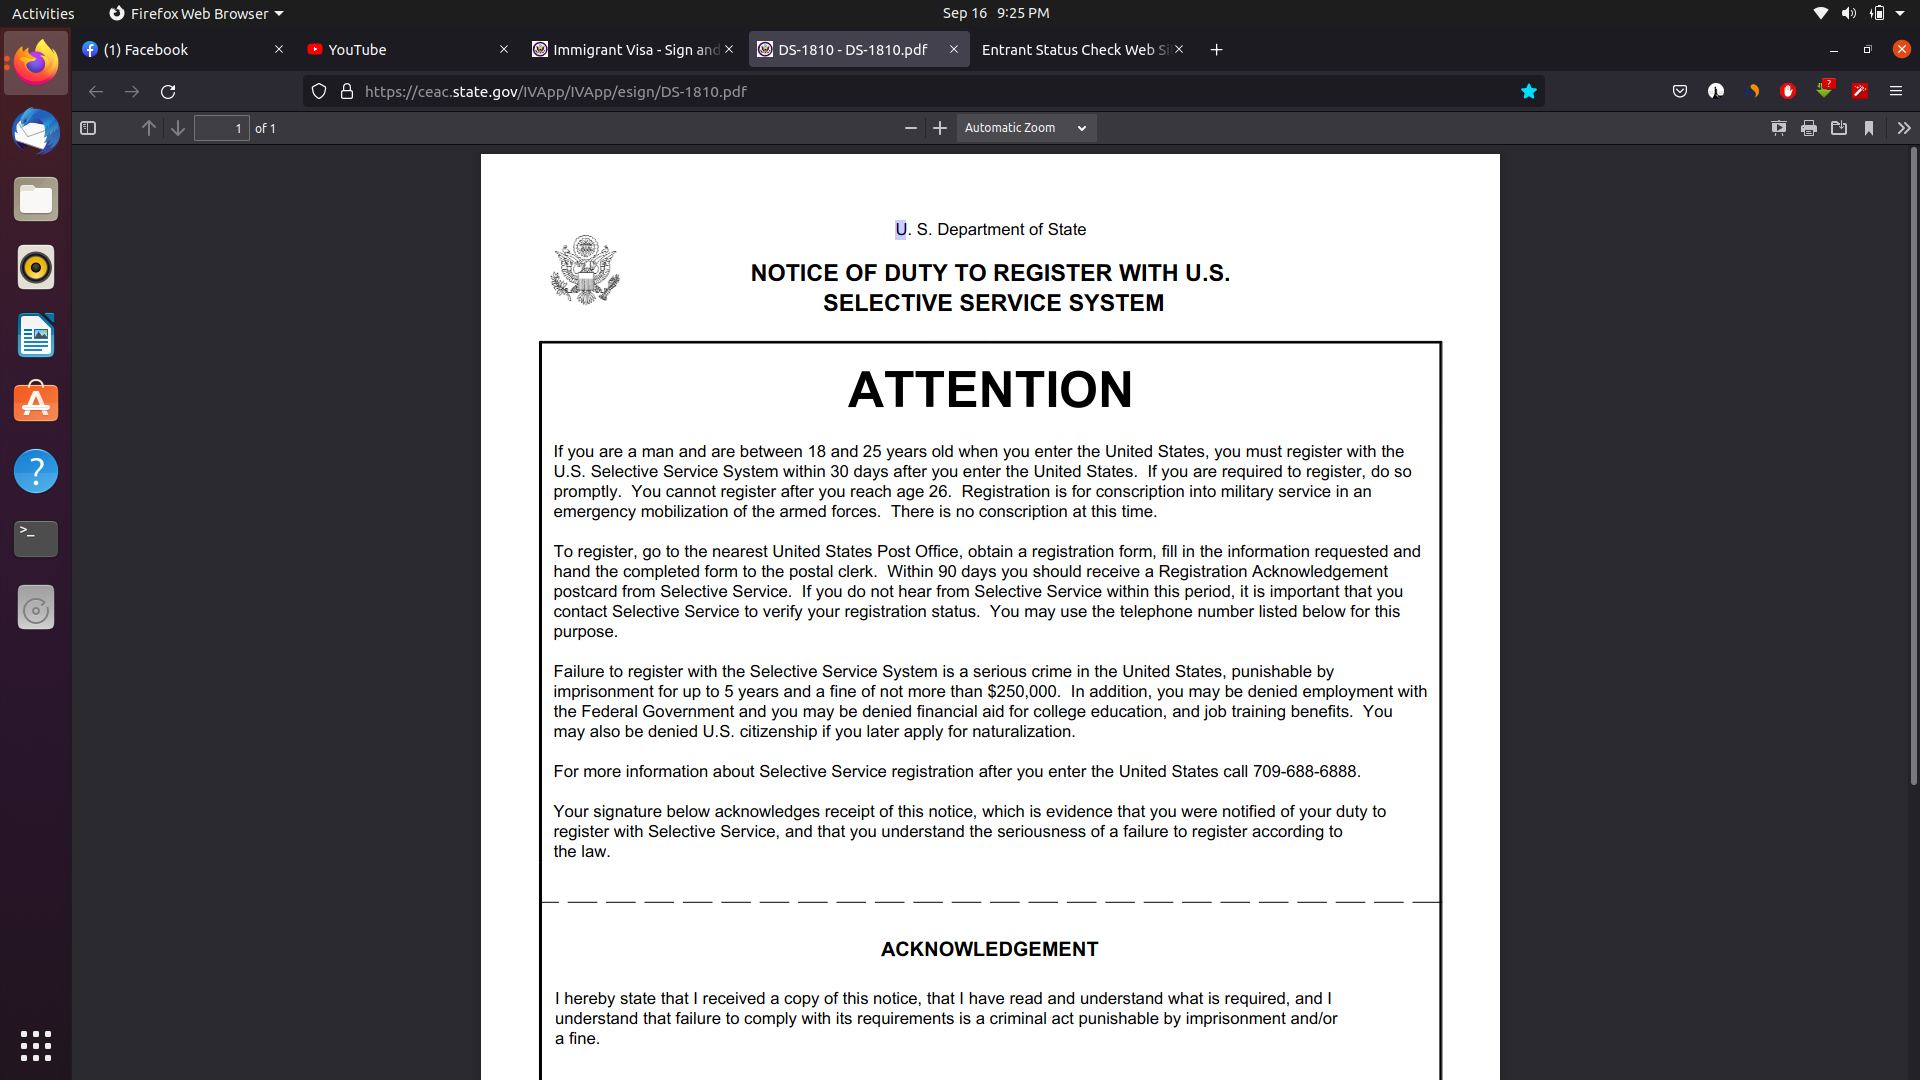 Activities
Firefox Web Browser
Sep 16 9:25 PM
(1) Facebook
YouTube
Immigrant Visa - Sign and
DS-1810 - DS-1810.pdf
Entrant Status Check Web Si
https://ceac.state.gov/IVApp/IVApp/esign/DS-1810.pdf
1 of 1
Automatic Zoom
U. S. Department of State
NOTICE OF DUTY TO REGISTER WITH U.S.
SELECTIVE SERVICE SYSTEM
ATTENTION
If you are a man and are between 18 and 25 years old when you enter the United States, you must register with the
U.S. Selective Service System within 30 days after you enter the United States. If you are required to register, do so
promptly. You cannot register after you reach age 26. Registration is for conscription into military service in an
emergency mobilization of the armed forces. There is no conscription at this time.
To register, go to the nearest United States Post Office, obtain a registration form, fill in the information requested and
hand the completed form to the postal clerk. Within 90 days you should receive a Registration Acknowledgement
postcard from Selective Service. If you do not hear from Selective Service within this period, it is important that you
contact Selective Service to verify your registration status. You may use the telephone number listed below for this
purpose.
Failure to register with the Selective Service System is a serious crime in the United States, punishable by
imprisonment for up to 5 years and a fine of not more than $250,000. In addition, you may be denied employment with
the Federal Government and you may be denied financial aid for college education, and job training benefits. You
may also be denied U.S. citizenship if you later apply for naturalization.
For more information about Selective Service registration after you enter the United States call 709-688-6888.
Your signature below acknowledges receipt of this notice, which is evidence that you were notified of your duty to
register with Selective Service, and that you understand the seriousness of a failure to register according to
the law.
ACKNOWLEDGEMENT
I hereby state that I received a copy of this notice, that I have read and understand what is required, and I
understand that failure to comply with its requirements is a criminal act punishable by imprisonment and/or
a fine.